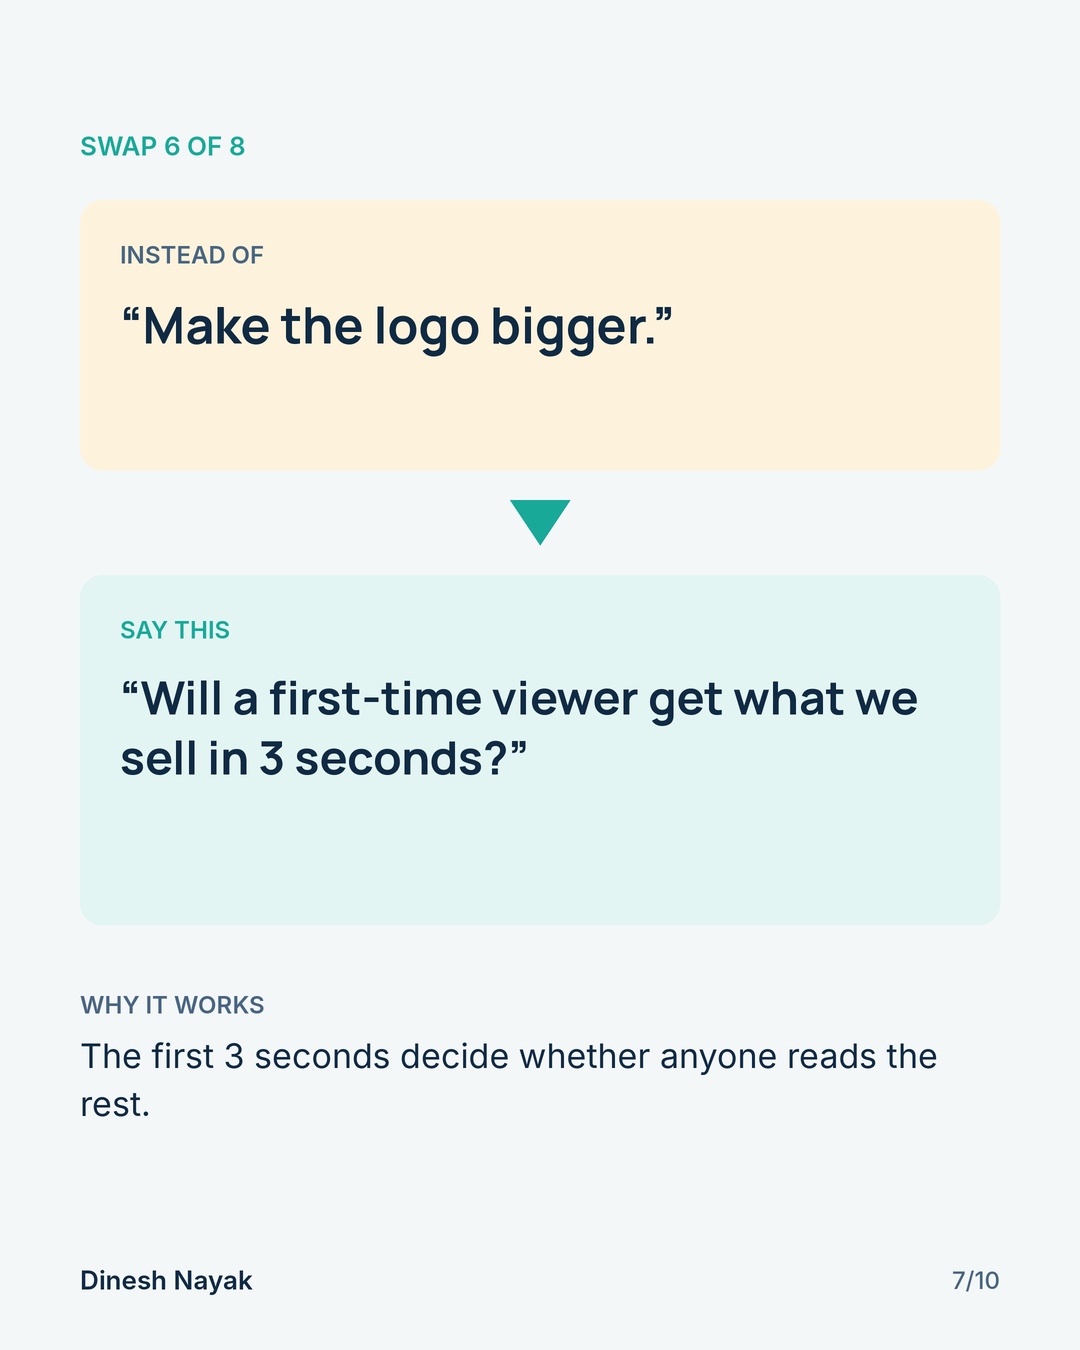 SWAP 6 OF 8
INSTEAD OF
“Make the logo bigger.”
SAY THIS
“Will a first-time viewer get what we
sell in 3 seconds?”
WHY IT WORKS
The first 3 seconds decide whether anyone reads the
rest.
Dinesh Nayak
7/10